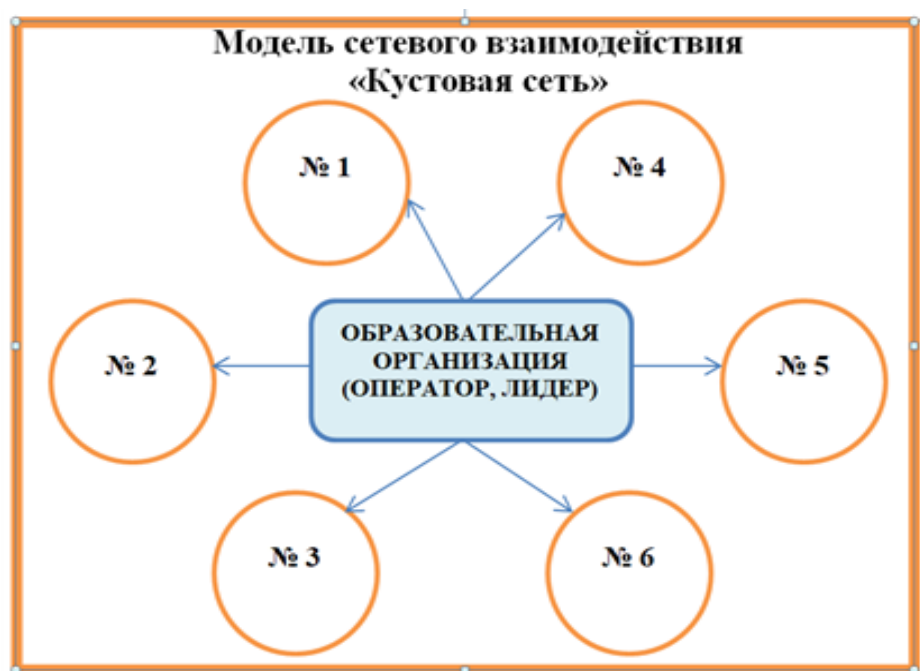 Модель сетевого взаимодействия
«Кустовая сеть»
№ 1
№ 4
ОБРАЗОВАТЕЛЬНАЯ
ОРГАНИЗАЦИЯ
(ОПЕРАТОР, ЛИДЕР)
№ 2
№ 5
№ 3
№ 6